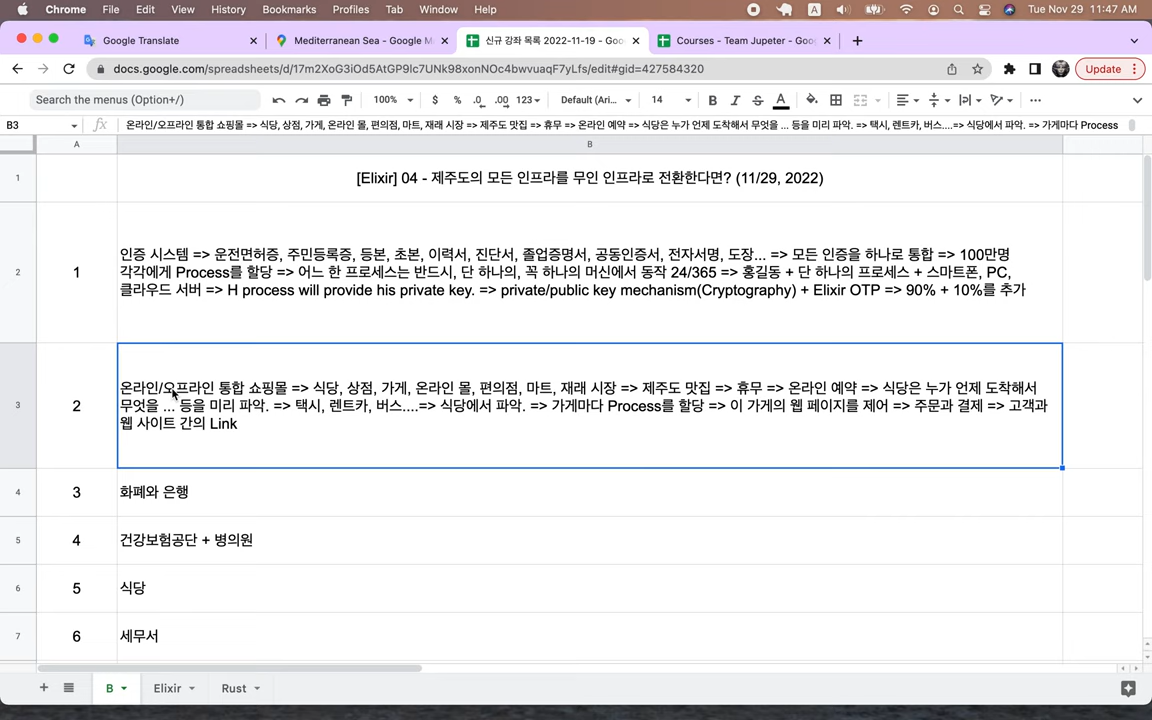 Chrome File Edit View History Bookmarks Profiles Tab Window Help
A
Tue Nov 29 11:47 AM
Google Translate
Mediterranean Sea - Google M
신규 강좌 목록 2022-11-19 - Goo
Courses - Team Jupeter - Goog
docs.google.com/spreadsheets/d/17m2XoG3iOd5AtGP9lc7UNk98xonNOc4bwvuaqF7yLfs/edit#gid=427584320
Update
Search the menus (Option+/)
100% $ % .0 .00 123 Default (Ari... 14 B I S A
B3
fx
온라인/오프라인 통합 쇼핑몰 => 식당, 상점, 가게, 온라인 몰, 편의점, 마트, 재래 시장 => 제주도 맛집 => 휴무 => 온라인 예약 => 식당은 누가 언제 도착해서 무엇을 ... 등을 미리 파악. => 택시, 렌트카, 버스....=> 식당에서 파악. => 가게마다 Process
A B
1
[Elixir] 04 - 제주도의 모든 인프라를 무인 인프라로 전환한다면? (11/29, 2022)
2
1
인증 시스템 => 운전면허증, 주민등록증, 등본, 초본, 이력서, 진단서, 졸업증명서, 공동인증서, 전자서명, 도장... => 모든 인증을 하나로 통합 => 100만명
각각에게 Process를 할당 => 어느 한 프로세스는 반드시, 단 하나의, 꼭 하나의 머신에서 동작 24/365 => 홍길동 + 단 하나의 프로세스 + 스마트폰, PC,
클라우드 서버 => H process will provide his private key. => private/public key mechanism(Cryptography) + Elixir OTP => 90% + 10%를 추가
3
2
온라인/오프라인 통합 쇼핑몰 => 식당, 상점, 가게, 온라인 몰, 편의점, 마트, 재래 시장 => 제주도 맛집 => 휴무 => 온라인 예약 => 식당은 누가 언제 도착해서
무엇을 ... 등을 미리 파악. => 택시, 렌트카, 버스....=> 식당에서 파악. => 가게마다 Process를 할당 => 이 가게의 웹 페이지를 제어 => 주문과 결제 => 고객과
웹 사이트 간의 Link
4
3
화폐와 은행
5
4
건강보험공단 + 병의원
6
5
식당
7
6
세무서
B Elixir Rust